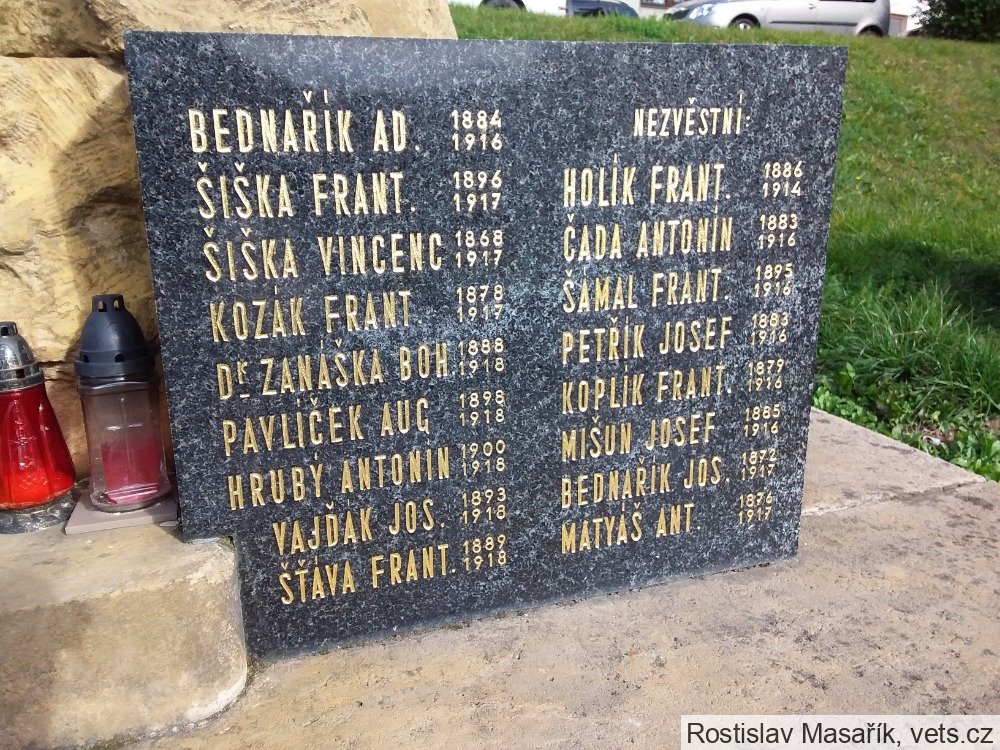 BEDNAŘÍK AD. 1884 1916
ŠIŠKA FRANT. 1896 1917
ŠIŠKA VINCENC 1868 1917
KOZÁK FRANT 1878 1917
Dr. ZANÁŠKA BOH. 1888 1918
PAVLÍČEK AUG 1898 1918
HRUBÝ ANTONÍN 1900 1918
VAJĎAK JOS. 1893 1918
ŠŤÁVA FRANT. 1889 1918
NEZVĚSTNÍ:
HOLÍK FRANT. 1886 1914
ČADA ANTONÍN 1883 1916
ŠAMAL FRANT. 1895 1916
PETŘÍK JOSEF 1883 1916
KOPLÍK FRANT. 1879 1916
MIŠUN JOSEF 1885 1916
BEDNAŘÍK JOS. 1872 1917
MATYÁŠ ANT. 1876 1917
Rostislav Masařík, vets.cz